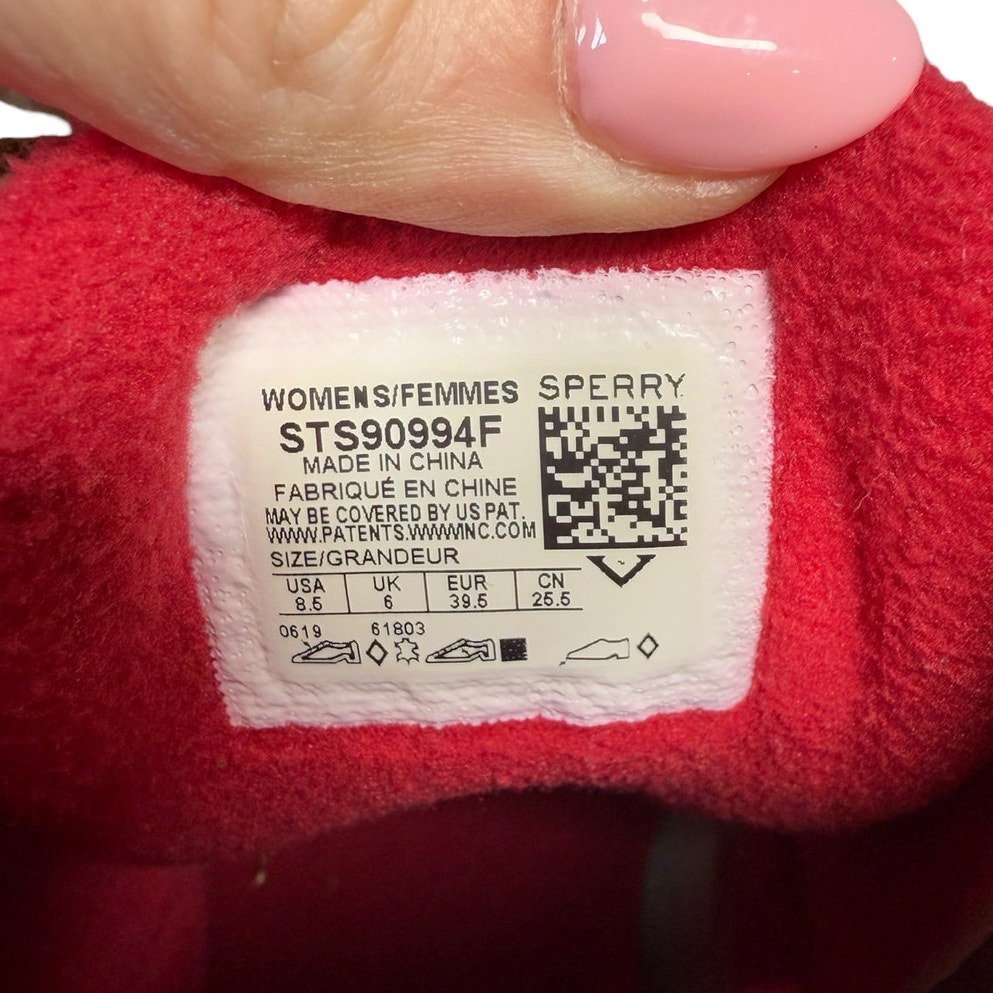 WOMENS/FEMMES SPERRY
STS90994F
MADE IN CHINA
FABRIQUÉ EN CHINE
MAY BE COVERED BY US PAT.
WWW.PATENTS.WWWINC.COM
SIZE/GRANDEUR
USA UK EUR CN
8.5 6 39.5 25.5
0619 61803